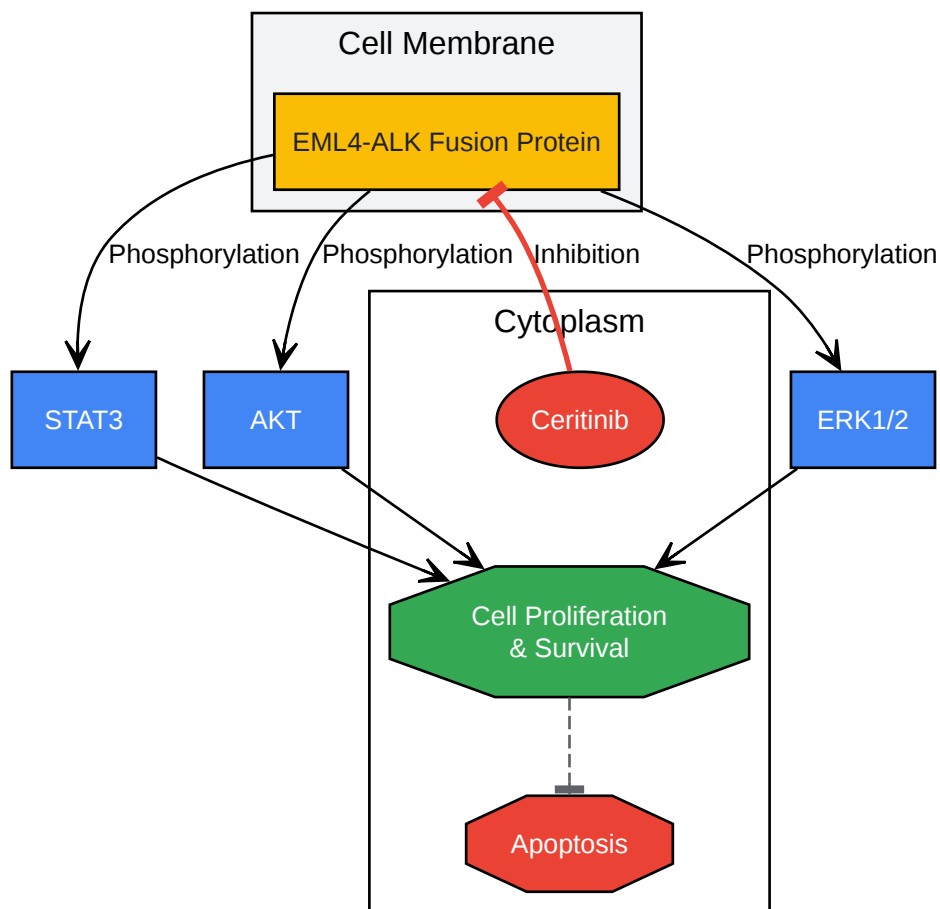 Cell Membrane
EML4-ALK Fusion Protein
Phosphorylation
Phosphorylation
Inhibition
Phosphorylation
Cytoplasm
STAT3
AKT
Ceritinib
ERK1/2
Cell Proliferation
& Survival
Apoptosis